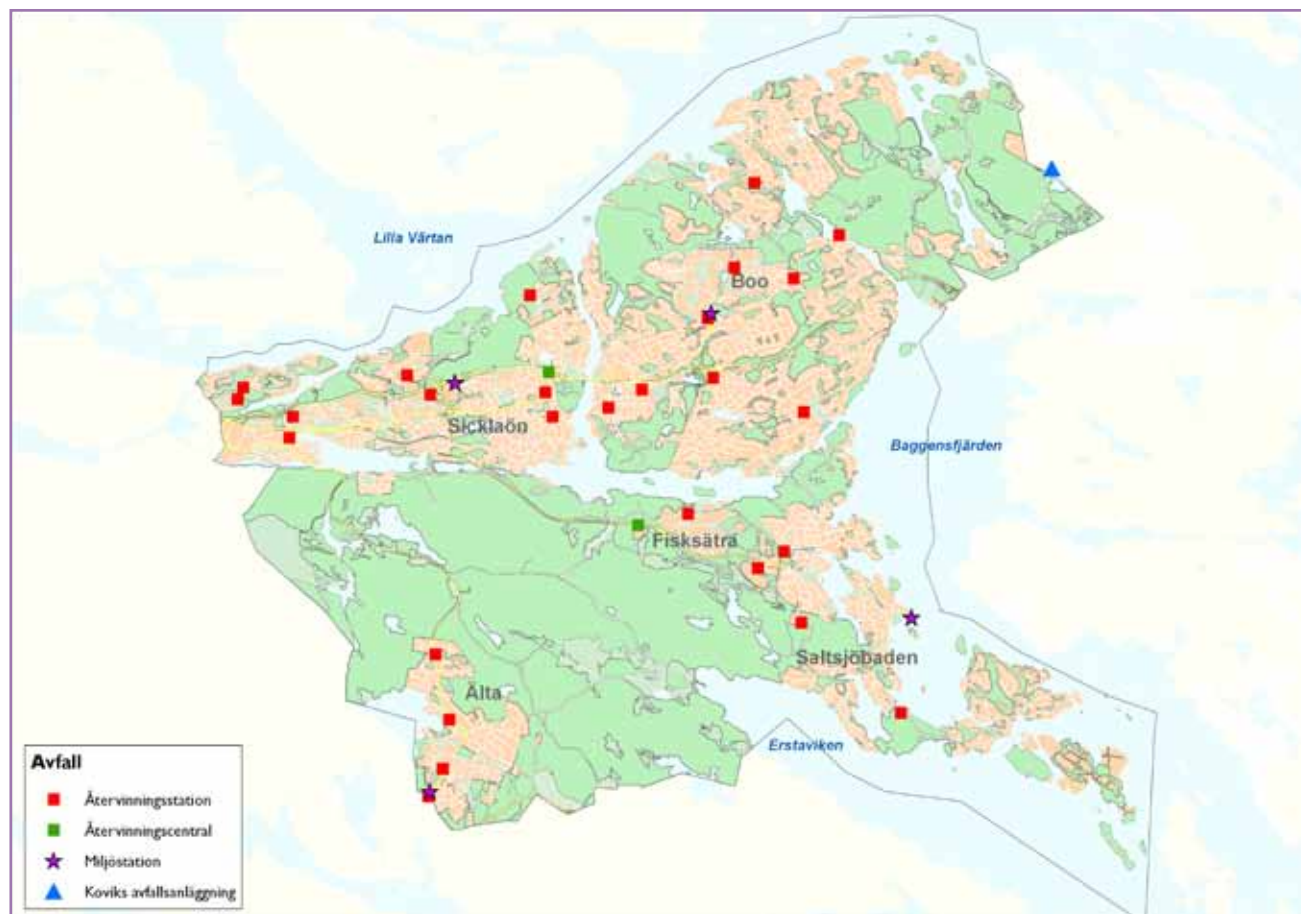 Lilla Värtan
Boo
Sicklaön
Baggensfjärden
Fisksätra
Saltsjöbaden
Älta
Erstaviken
Avfall
Återvinningsstation
Återvinningscentral
Miljöstation
Koviks avfallsanläggning